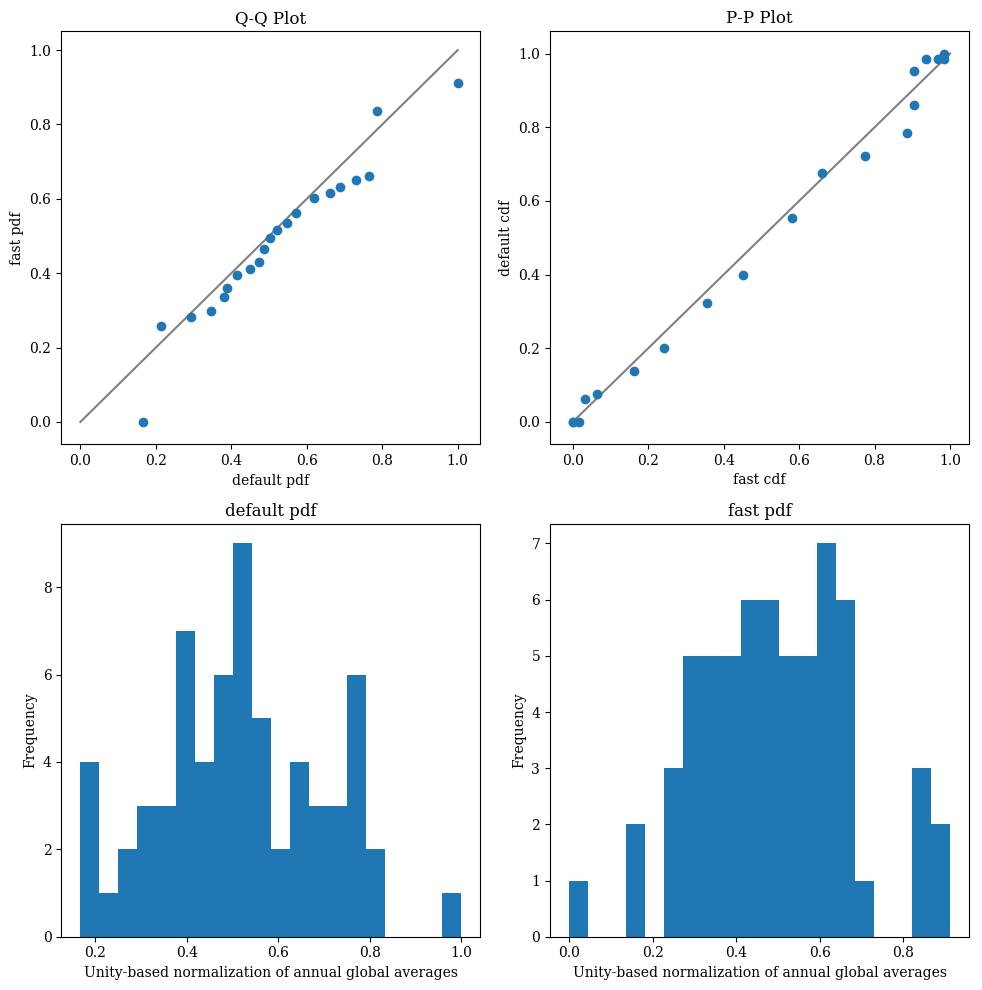 Q-Q Plot
1.0
0.8
0.6
0.4
0.2
0.0
fast pdf
0.0 0.2 0.4 0.6 0.8 1.0
default pdf
P-P Plot
1.0
0.8
0.6
0.4
0.2
0.0
default cdf
0.0 0.2 0.4 0.6 0.8 1.0
fast cdf
default pdf
8
6
4
2
0
Frequency
0.2 0.4 0.6 0.8 1.0
Unity-based normalization of annual global averages
fast pdf
7
6
5
4
3
2
1
0
Frequency
0.0 0.2 0.4 0.6 0.8
Unity-based normalization of annual global averages